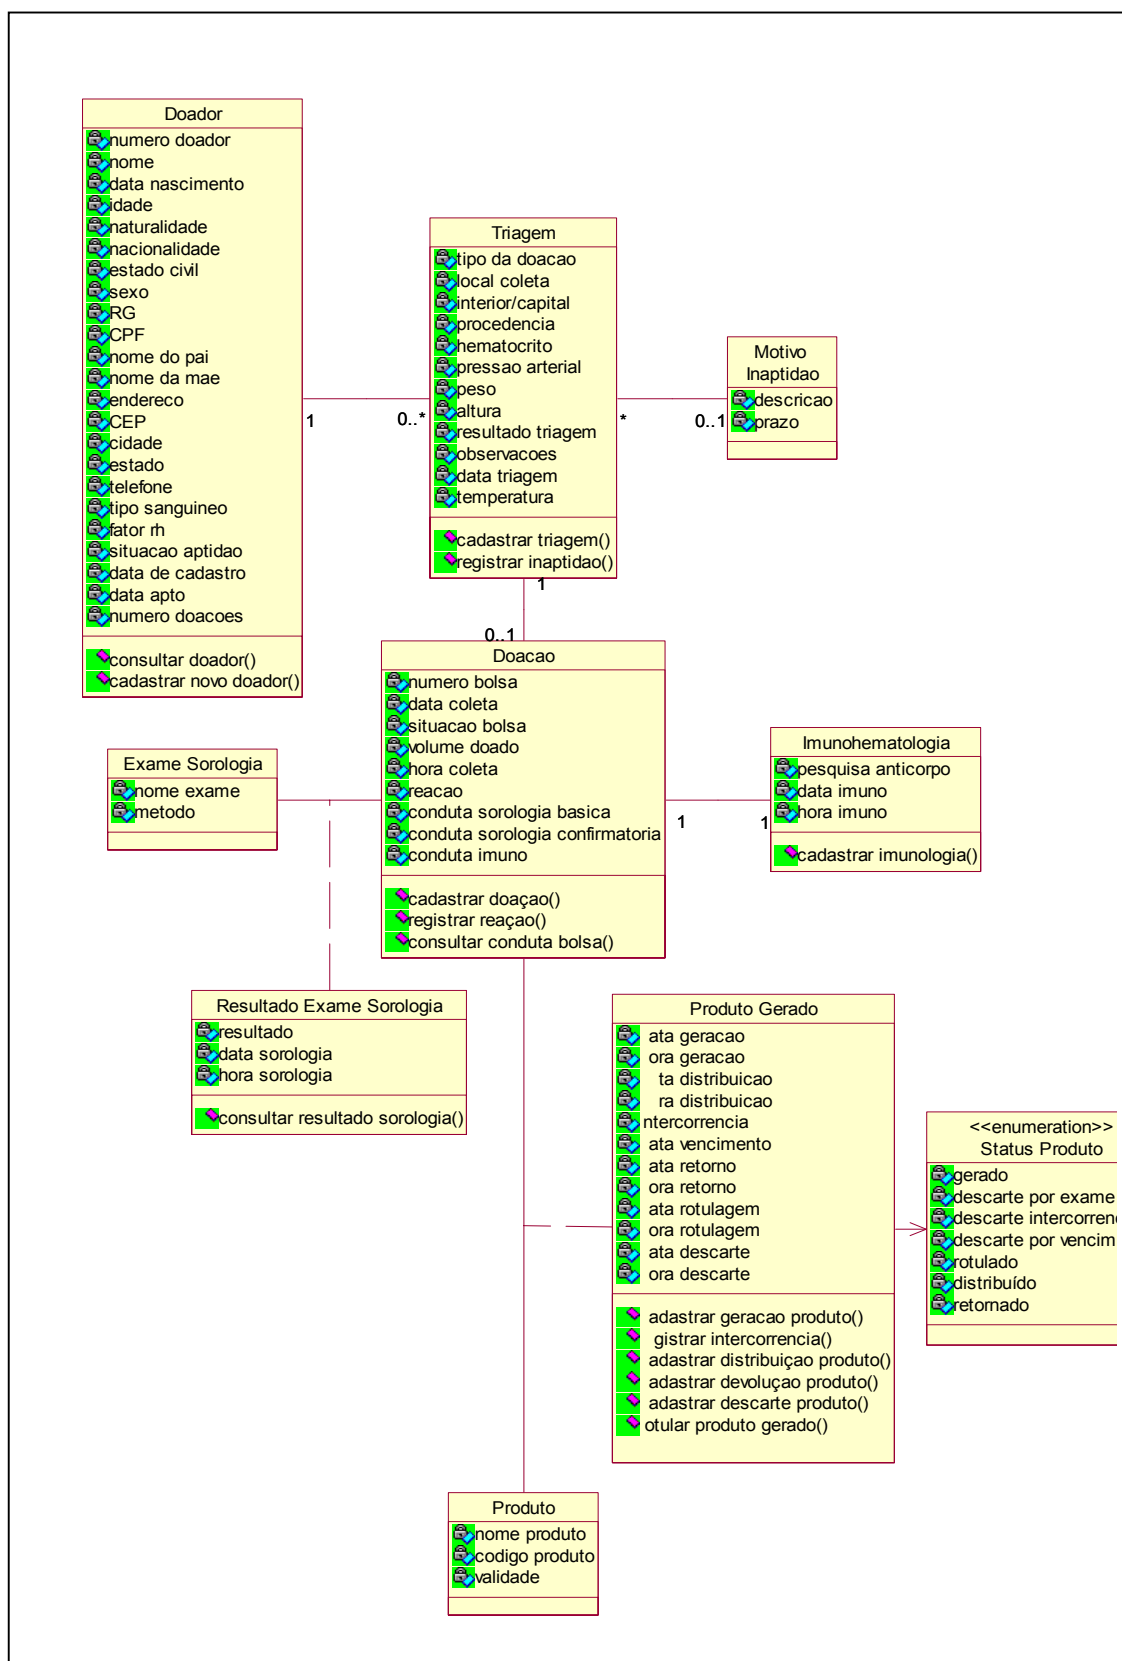 Doador
numero doador
nome
data nascimento
idade
naturalidade
nacionalidade
estado civil
sexo
RG
CPF
nome do pai
nome da mae
endereco
CEP
cidade
estado
telefone
tipo sanguineo
fator rh
situacao aptidao
data de cadastro
data apto
numero doacoes
consultar doador()
cadastrar novo doador()
1
0..*
Triagem
tipo da doacao
local coleta
interior/capital
procedencia
hematocrito
pressao arterial
peso
altura
resultado triagem
observacoes
data triagem
temperatura
cadastrar triagem()
registrar inaptidao()
*
0..1
Motivo
Inaptidao
descricao
prazo
1
0..1
Doacao
numero bolsa
data coleta
situacao bolsa
volume doado
hora coleta
reacao
conduta sorologia basica
conduta sorologia confirmatoria
conduta imuno
cadastrar doaçao()
registrar reaçao()
consultar conduta bolsa()
1
1
Imunohematologia
pesquisa anticorpo
data imuno
hora imuno
cadastrar imunologia()
Exame Sorologia
nome exame
metodo
Resultado Exame Sorologia
resultado
data sorologia
hora sorologia
consultar resultado sorologia()
Produto Gerado
ata geracao
ora geracao
ta distribuicao
ra distribuicao
ntercorrencia
ata vencimento
ata retorno
ora retorno
ata rotulagem
ora rotulagem
ata descarte
ora descarte
adastrar geracao produto()
gistrar intercorrencia()
adastrar distribuiçao produto()
adastrar devoluçao produto()
adastrar descarte produto()
otular produto gerado()
<<enumeration>>
Status Produto
gerado
descarte por exame
descarte intercorren
descarte por vencim
rotulado
distribuído
retornado
Produto
nome produto
codigo produto
validade